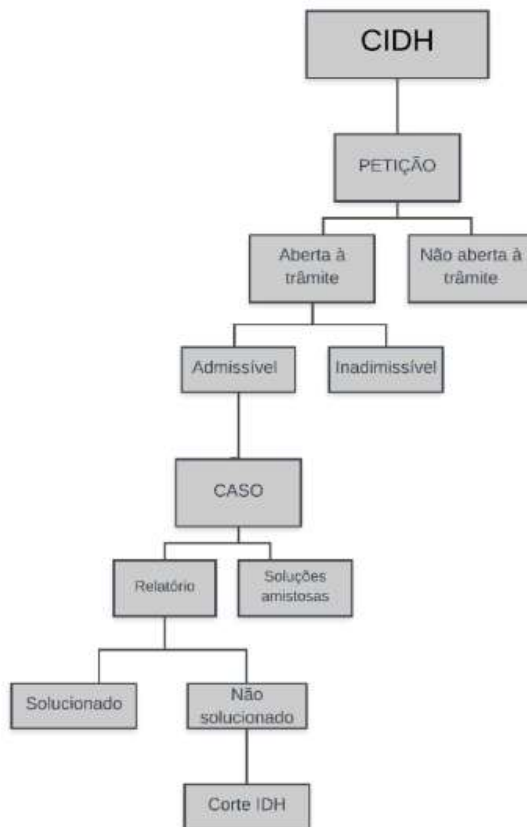 CIDH
PETIÇÃO
Aberta à
trâmite
Não aberta à
trâmite
Admissível
Inadimissível
CASO
Relatório
Soluções
amistosas
Solucionado
Não
solucionado
Corte IDH